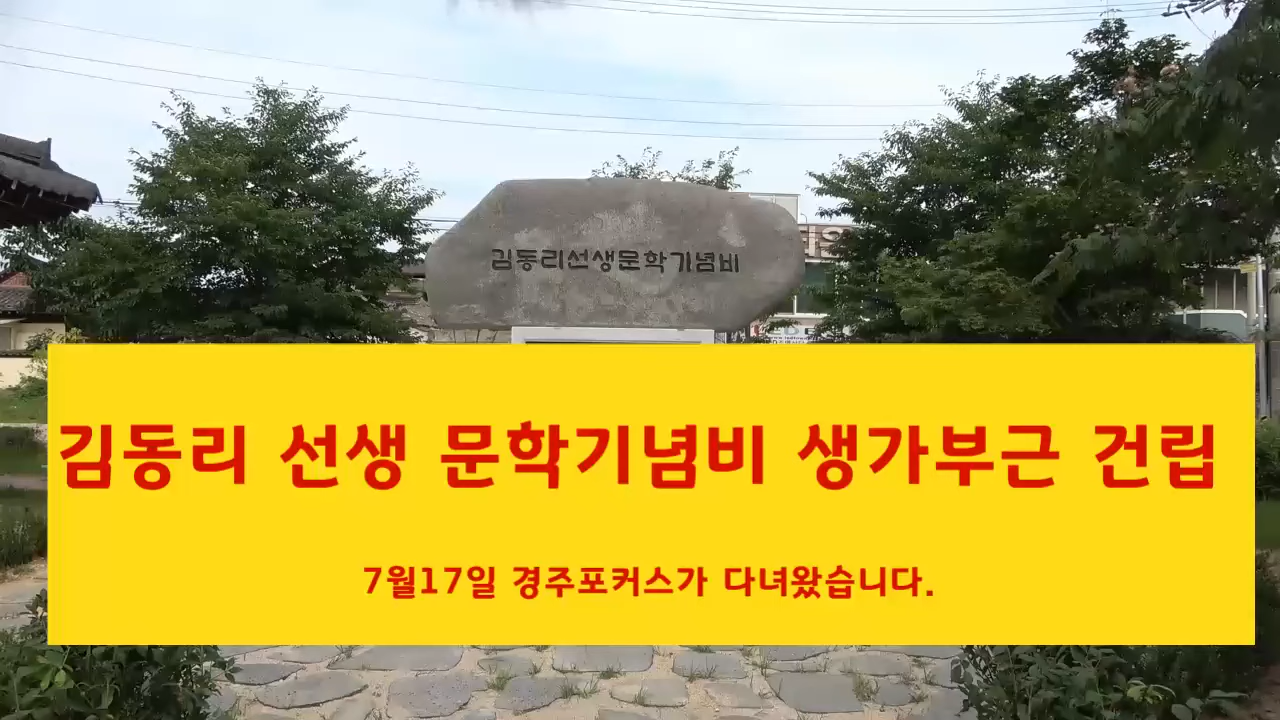 김동리선생문학기념비
김동리 선생 문학기념비 생가부근 건립
7월17일 경주포커스가 다녀왔습니다.